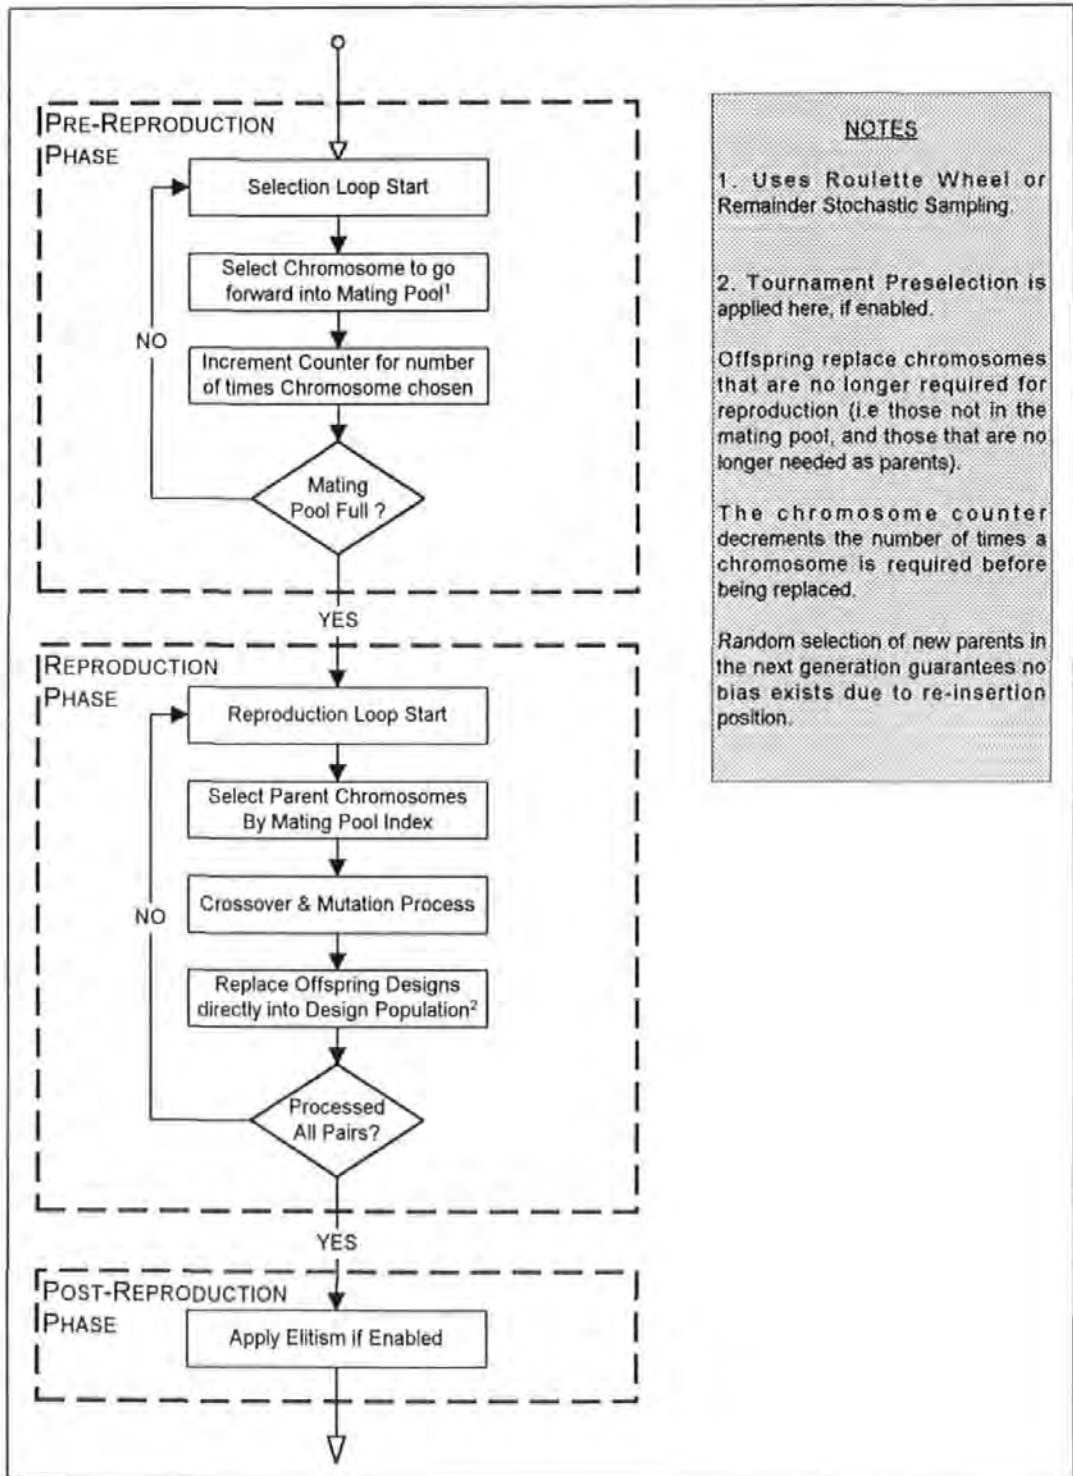 PRE-REPRODUCTION
PHASE
Selection Loop Start
Select Chromosome to go
forward into Mating Pool¹
NO
Increment Counter for number
of times Chromosome chosen
Mating
Pool Full ?
YES
REPRODUCTION
PHASE
Reproduction Loop Start
Select Parent Chromosomes
By Mating Pool Index
Crossover & Mutation Process
NO
Replace Offspring Designs
directly into Design Population²
Processed
All Pairs?
YES
POST-REPRODUCTION
PHASE
Apply Elitism if Enabled
NOTES
1. Uses Roulette Wheel or
Remainder Stochastic Sampling.
2. Tournament Preselection is
applied here, if enabled.
Offspring replace chromosomes
that are no longer required for
reproduction (i.e those not in the
mating pool, and those that are no
longer needed as parents).
The chromosome counter
decrements the number of times a
chromosome is required before
being replaced.
Random selection of new parents in
the next generation guarantees no
bias exists due to re-insertion
position.